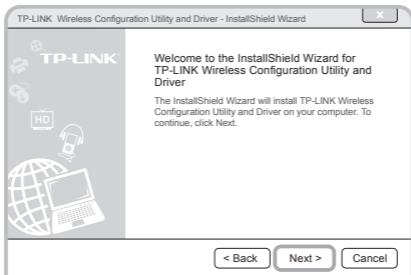 TP-LINK Wireless Configuration Utility and Driver - InstallShield Wizard
x
TP-LINK
HD
Welcome to the InstallShield Wizard for
TP-LINK Wireless Configuration Utility and
Driver
The InstallShield Wizard will install TP-LINK Wireless
Configuration Utility and Driver on your computer. To
continue, click Next.
< Back
Next >
Cancel